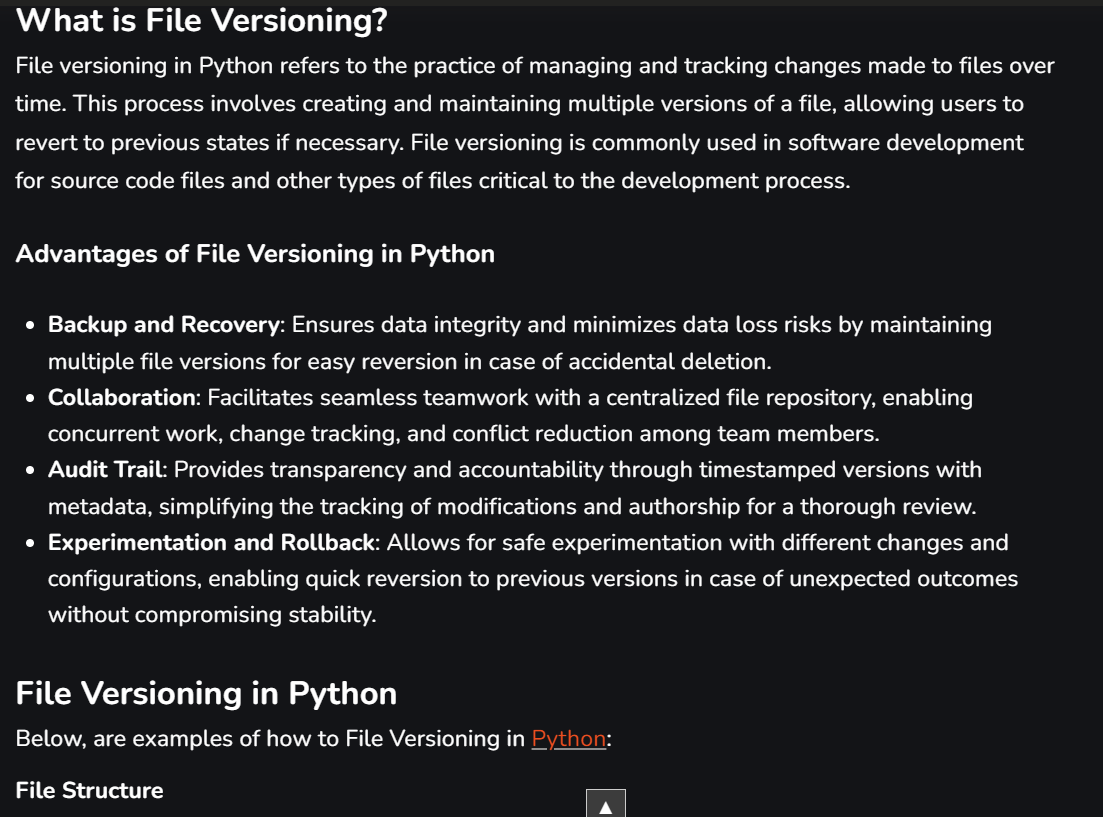 What is File Versioning?
File versioning in Python refers to the practice of managing and tracking changes made to files over
time. This process involves creating and maintaining multiple versions of a file, allowing users to
revert to previous states if necessary. File versioning is commonly used in software development
for source code files and other types of files critical to the development process.
Advantages of File Versioning in Python
• Backup and Recovery: Ensures data integrity and minimizes data loss risks by maintaining
multiple file versions for easy reversion in case of accidental deletion.
• Collaboration: Facilitates seamless teamwork with a centralized file repository, enabling
concurrent work, change tracking, and conflict reduction among team members.
• Audit Trail: Provides transparency and accountability through timestamped versions with
metadata, simplifying the tracking of modifications and authorship for a thorough review.
• Experimentation and Rollback: Allows for safe experimentation with different changes and
configurations, enabling quick reversion to previous versions in case of unexpected outcomes
without compromising stability.
File Versioning in Python
Below, are examples of how to File Versioning in Python:
File Structure